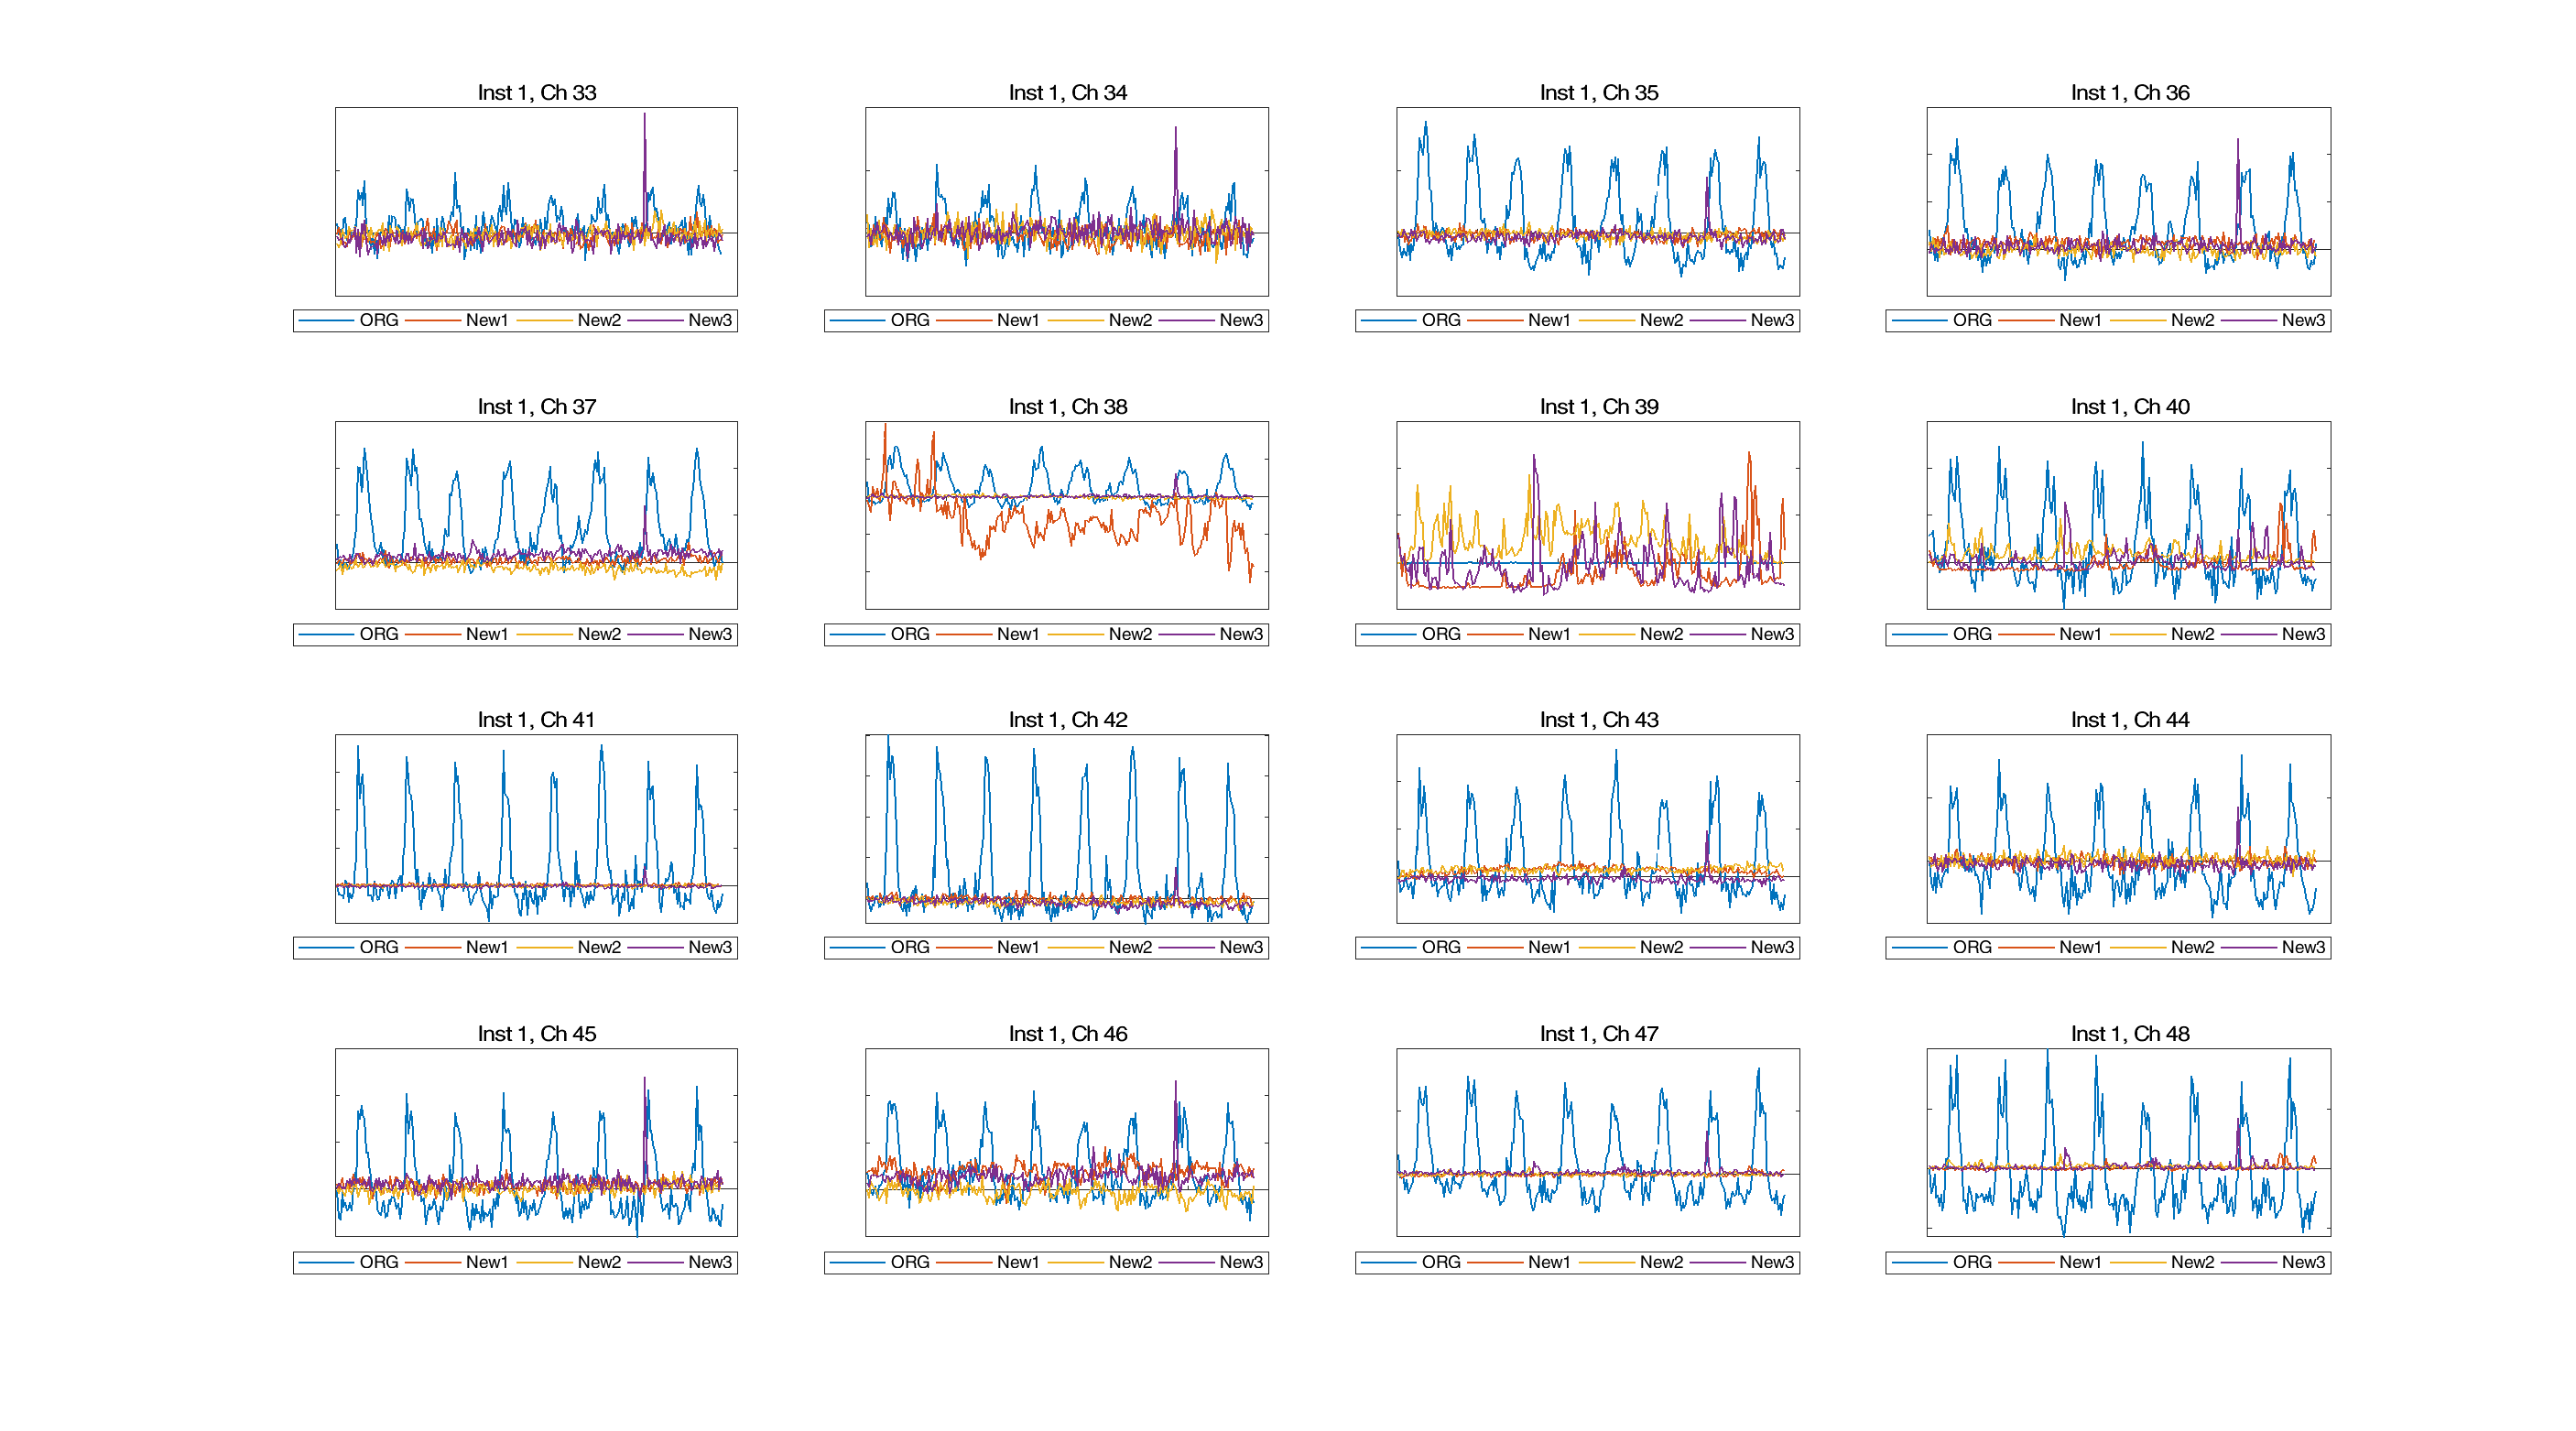 Inst 1, Ch 33
Inst 1, Ch 34
Inst 1, Ch 35
Inst 1, Ch 36
ORG New1 New2 New3
ORG New1 New2 New3
ORG New1 New2 New3
ORG New1 New2 New3
Inst 1, Ch 37
Inst 1, Ch 38
Inst 1, Ch 39
Inst 1, Ch 40
ORG New1 New2 New3
ORG New1 New2 New3
ORG New1 New2 New3
ORG New1 New2 New3
Inst 1, Ch 41
Inst 1, Ch 42
Inst 1, Ch 43
Inst 1, Ch 44
ORG New1 New2 New3
ORG New1 New2 New3
ORG New1 New2 New3
ORG New1 New2 New3
Inst 1, Ch 45
Inst 1, Ch 46
Inst 1, Ch 47
Inst 1, Ch 48
ORG New1 New2 New3
ORG New1 New2 New3
ORG New1 New2 New3
ORG New1 New2 New3